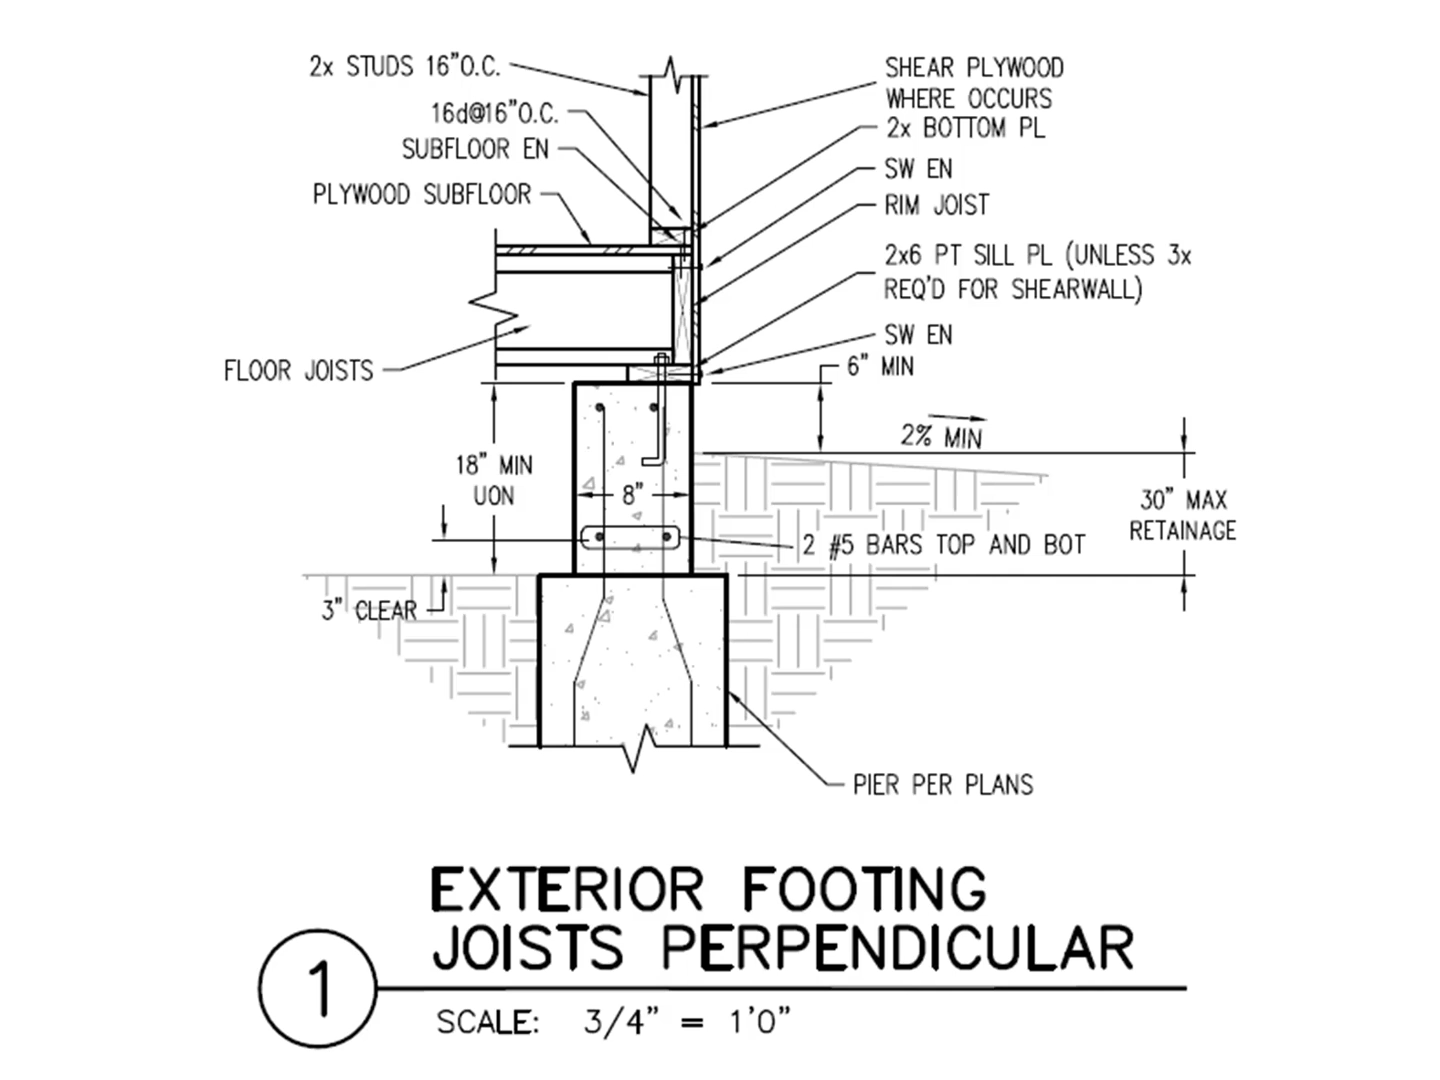 2x STUDS 16"O.C.
16d@16"O.C.
SUBFLOOR EN
PLYWOOD SUBFLOOR
FLOOR JOISTS
18" MIN
UON
3" CLEAR
8"
SHEAR PLYWOOD
WHERE OCCURS
2x BOTTOM PL
SW EN
RIM JOIST
2x6 PT SILL PL (UNLESS 3x
REQ'D FOR SHEARWALL)
SW EN
6" MIN
2% MIN
30" MAX
RETAINAGE
2 #5 BARS TOP AND BOT
PIER PER PLANS
EXTERIOR FOOTING
JOISTS PERPENDICULAR
1
SCALE: 3/4" = 1'0"